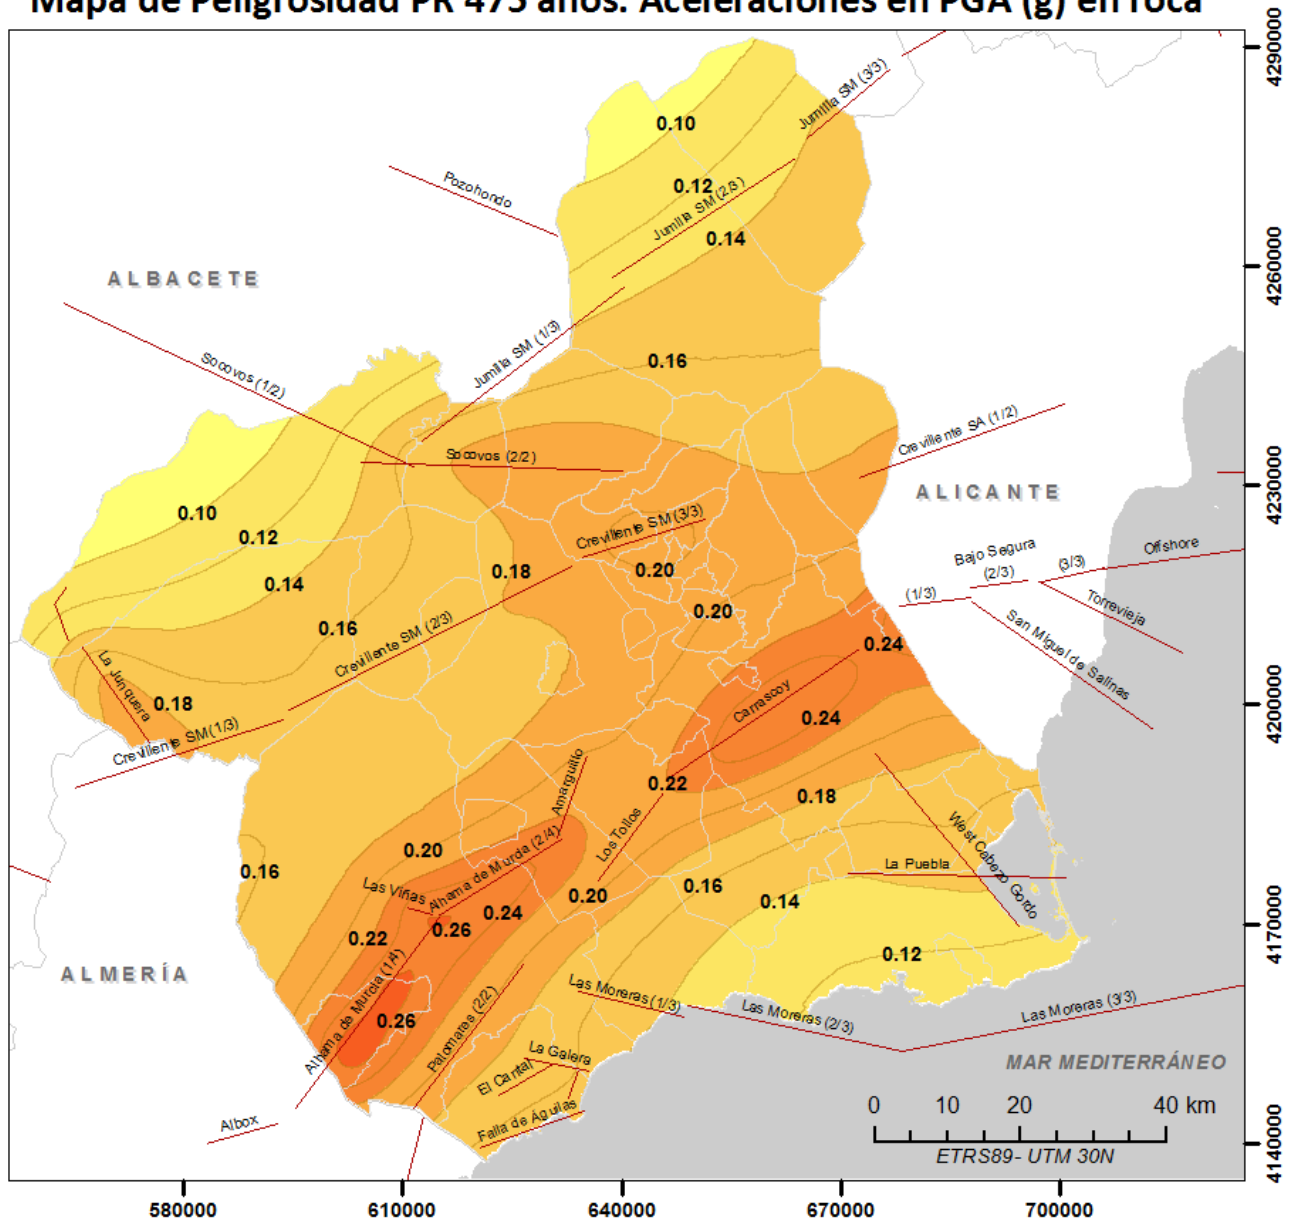 Mapa de Peligrosidad PR 475 años. Aceleraciones en PGA (g) en roca
4290000
Jumilla SM (3/3)
0.10
Pozohondo
0.12
Jumilla SM (2/3)
0.14
4260000
ALBACETE
Jumilla SM (1/3)
0.16
Socovos (1/2)
Crevillente SA (1/2)
Socovos (2/2)
4230000
ALICANTE
0.10
Crevillente SM (3/3)
0.12
Bajo Segura
Offshore
(3/3)
0.18
0.20
(2/3)
0.14
(1/3)
Torrevieja
0.20
0.16
Crevillente SM (2/3)
0.24
San Miguel de Salinas
La Junquera
0.18
Carrascoy
4200000
0.24
Crevillente SM (1/3)
Amarguillo
0.22
0.18
Los Tollos
0.20
West Cabezo Gordo
0.16
La Puebla
Las Viñas
Alhama de Murcia (2/4)
0.16
0.20
0.14
0.24
0.26
4170000
0.22
0.12
ALMERÍA
Alhama de Murcia (1/4)
Las Moreras (1/3)
Las Moreras (2/3)
Las Moreras (3/3)
0.26
Palomares (2/2)
La Galera
MAR MEDITERRÁNEO
El Cantal
0 10 20 40 km
Falla de Águilas
Albox
4140000
ETRS89- UTM 30N
580000 610000 640000 670000 700000